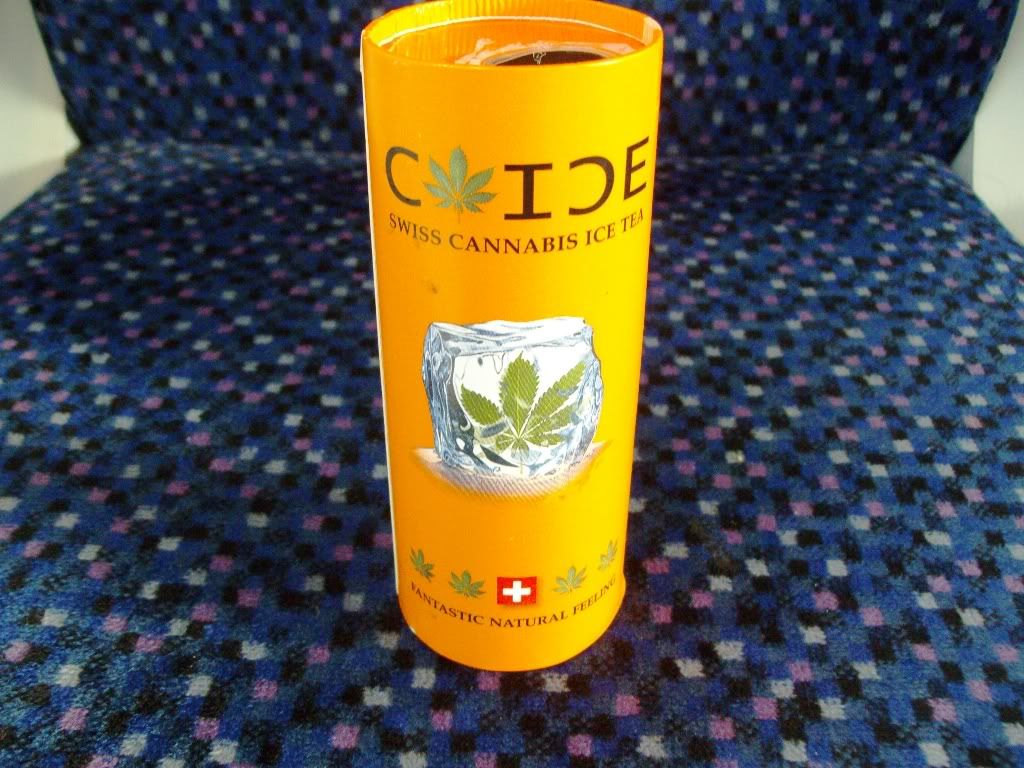 C ICE
SWISS CANNABIS ICE TEA
FANTASTIC NATURAL FEELING